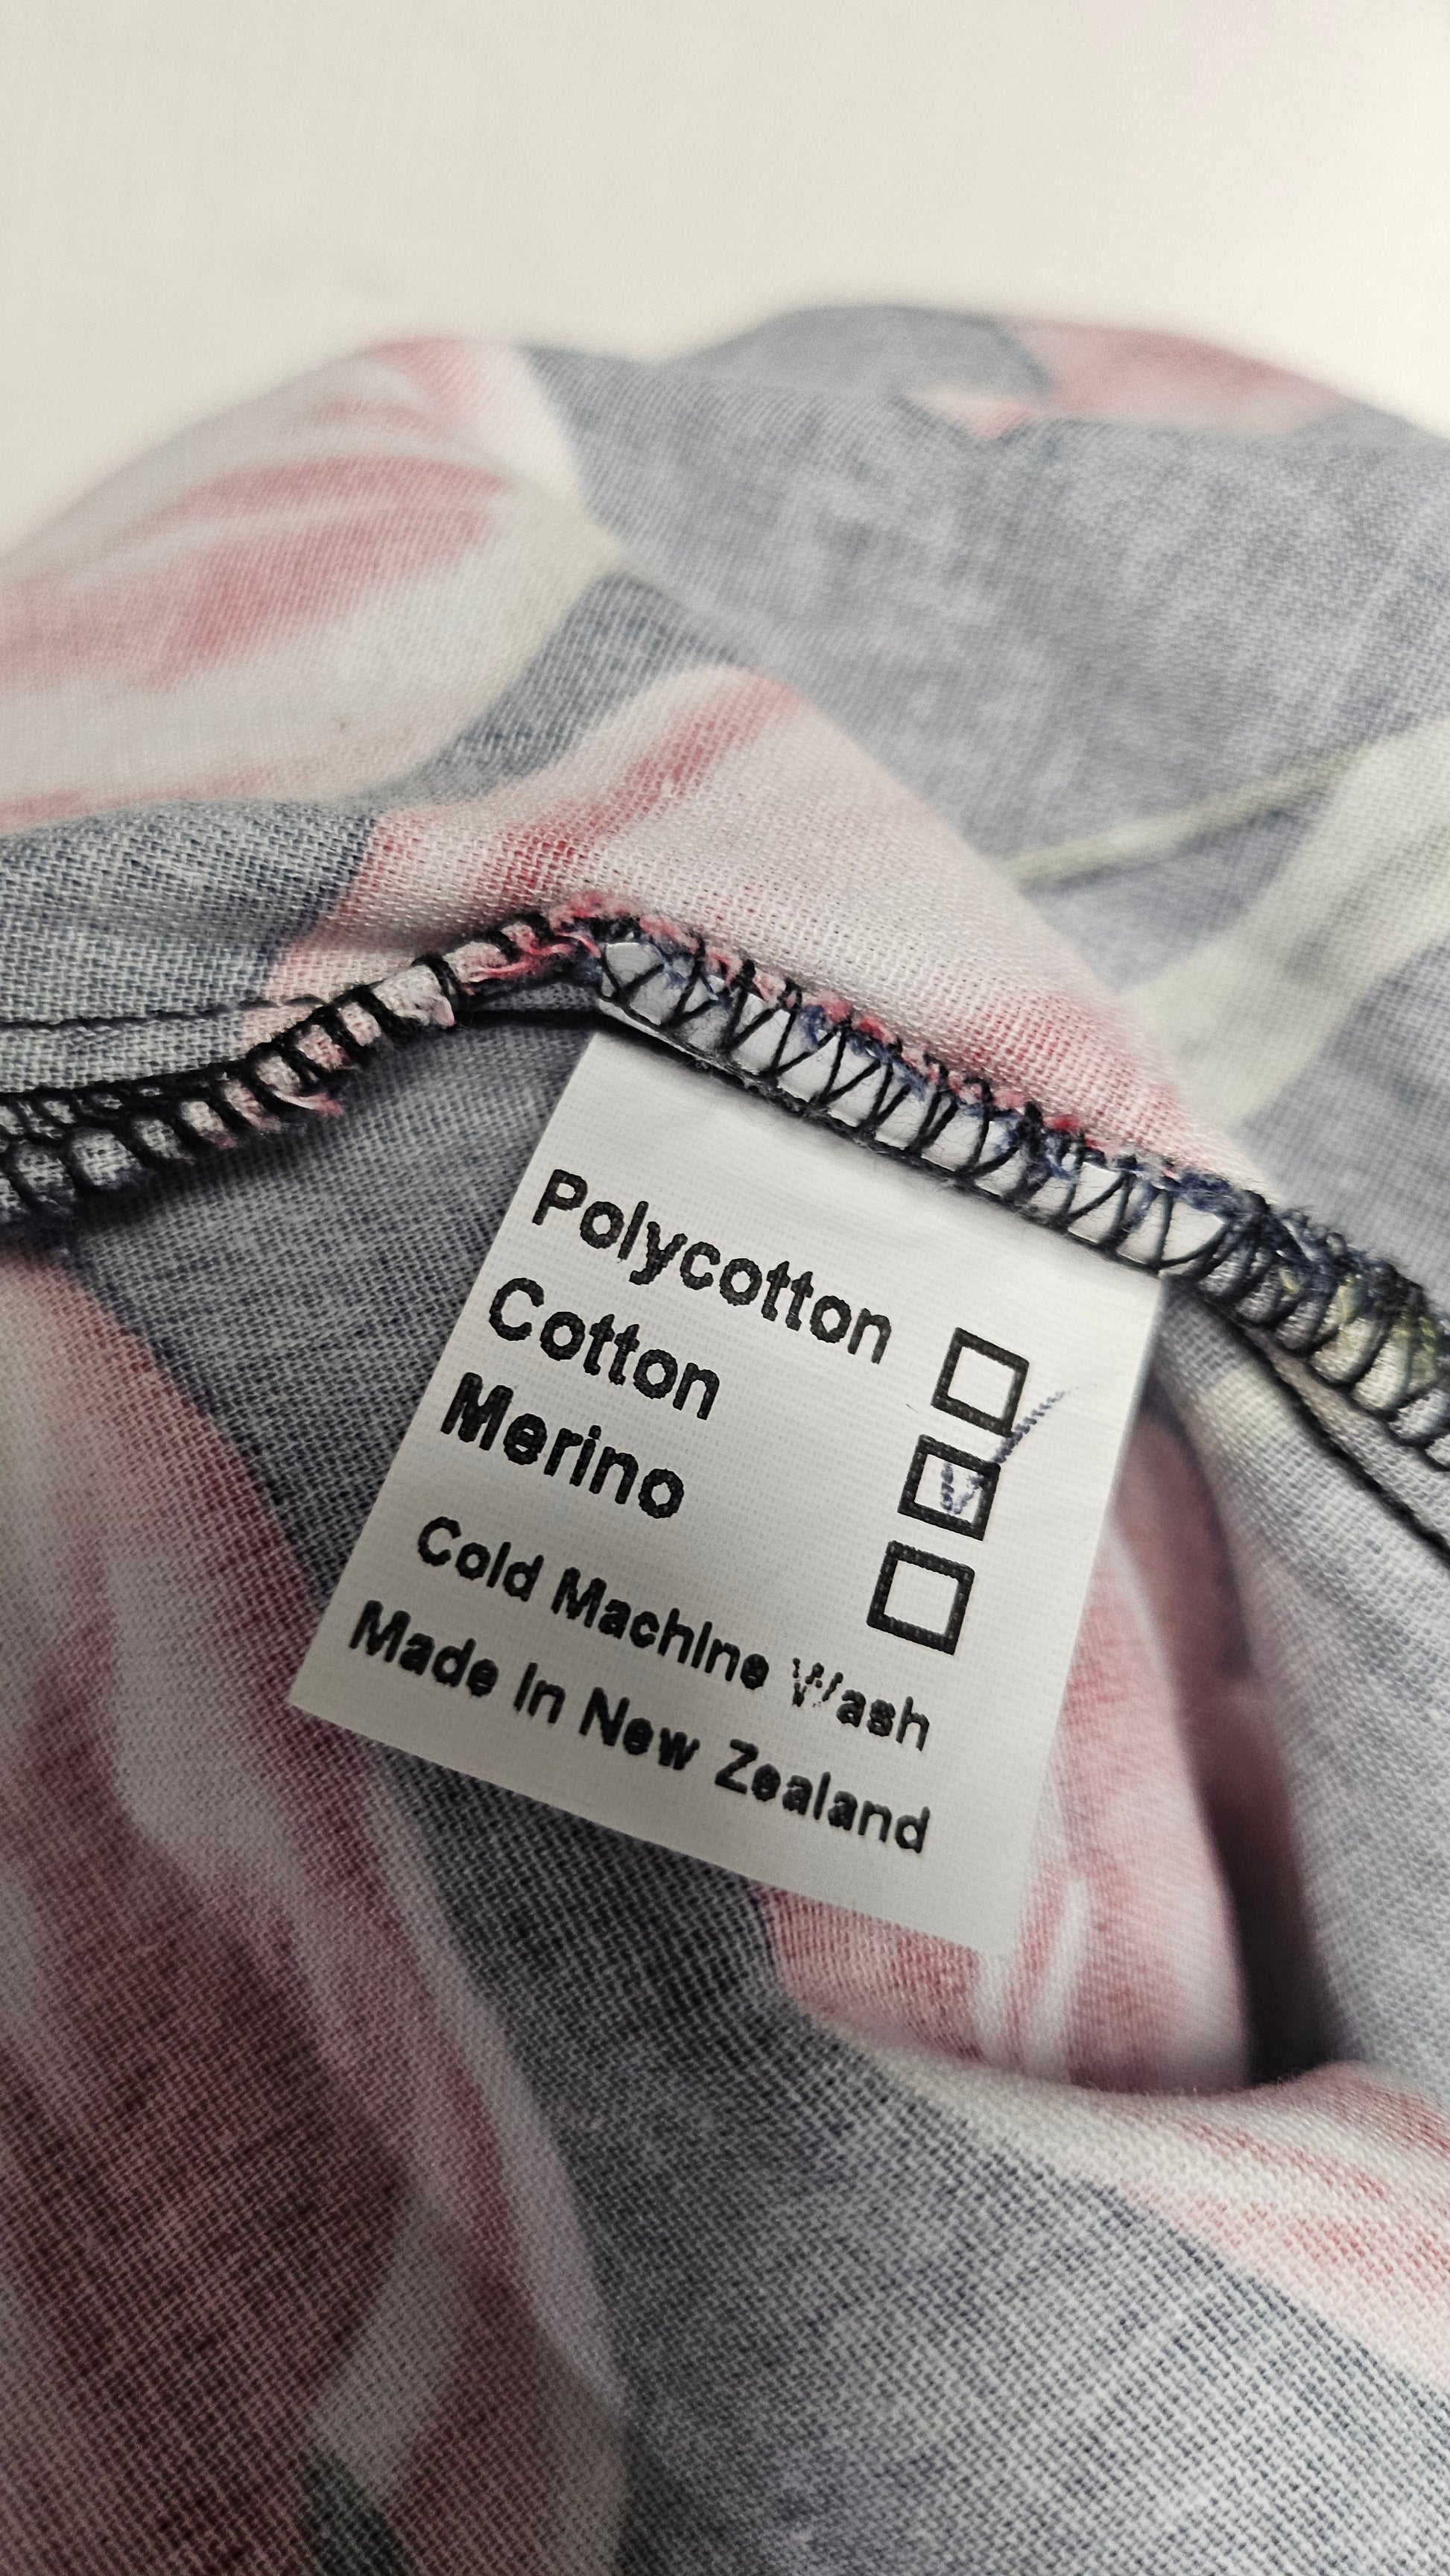 Polycotton ☐
Cotton ☑
Merino ☐
Cold Machine Wash
Made In New Zealand